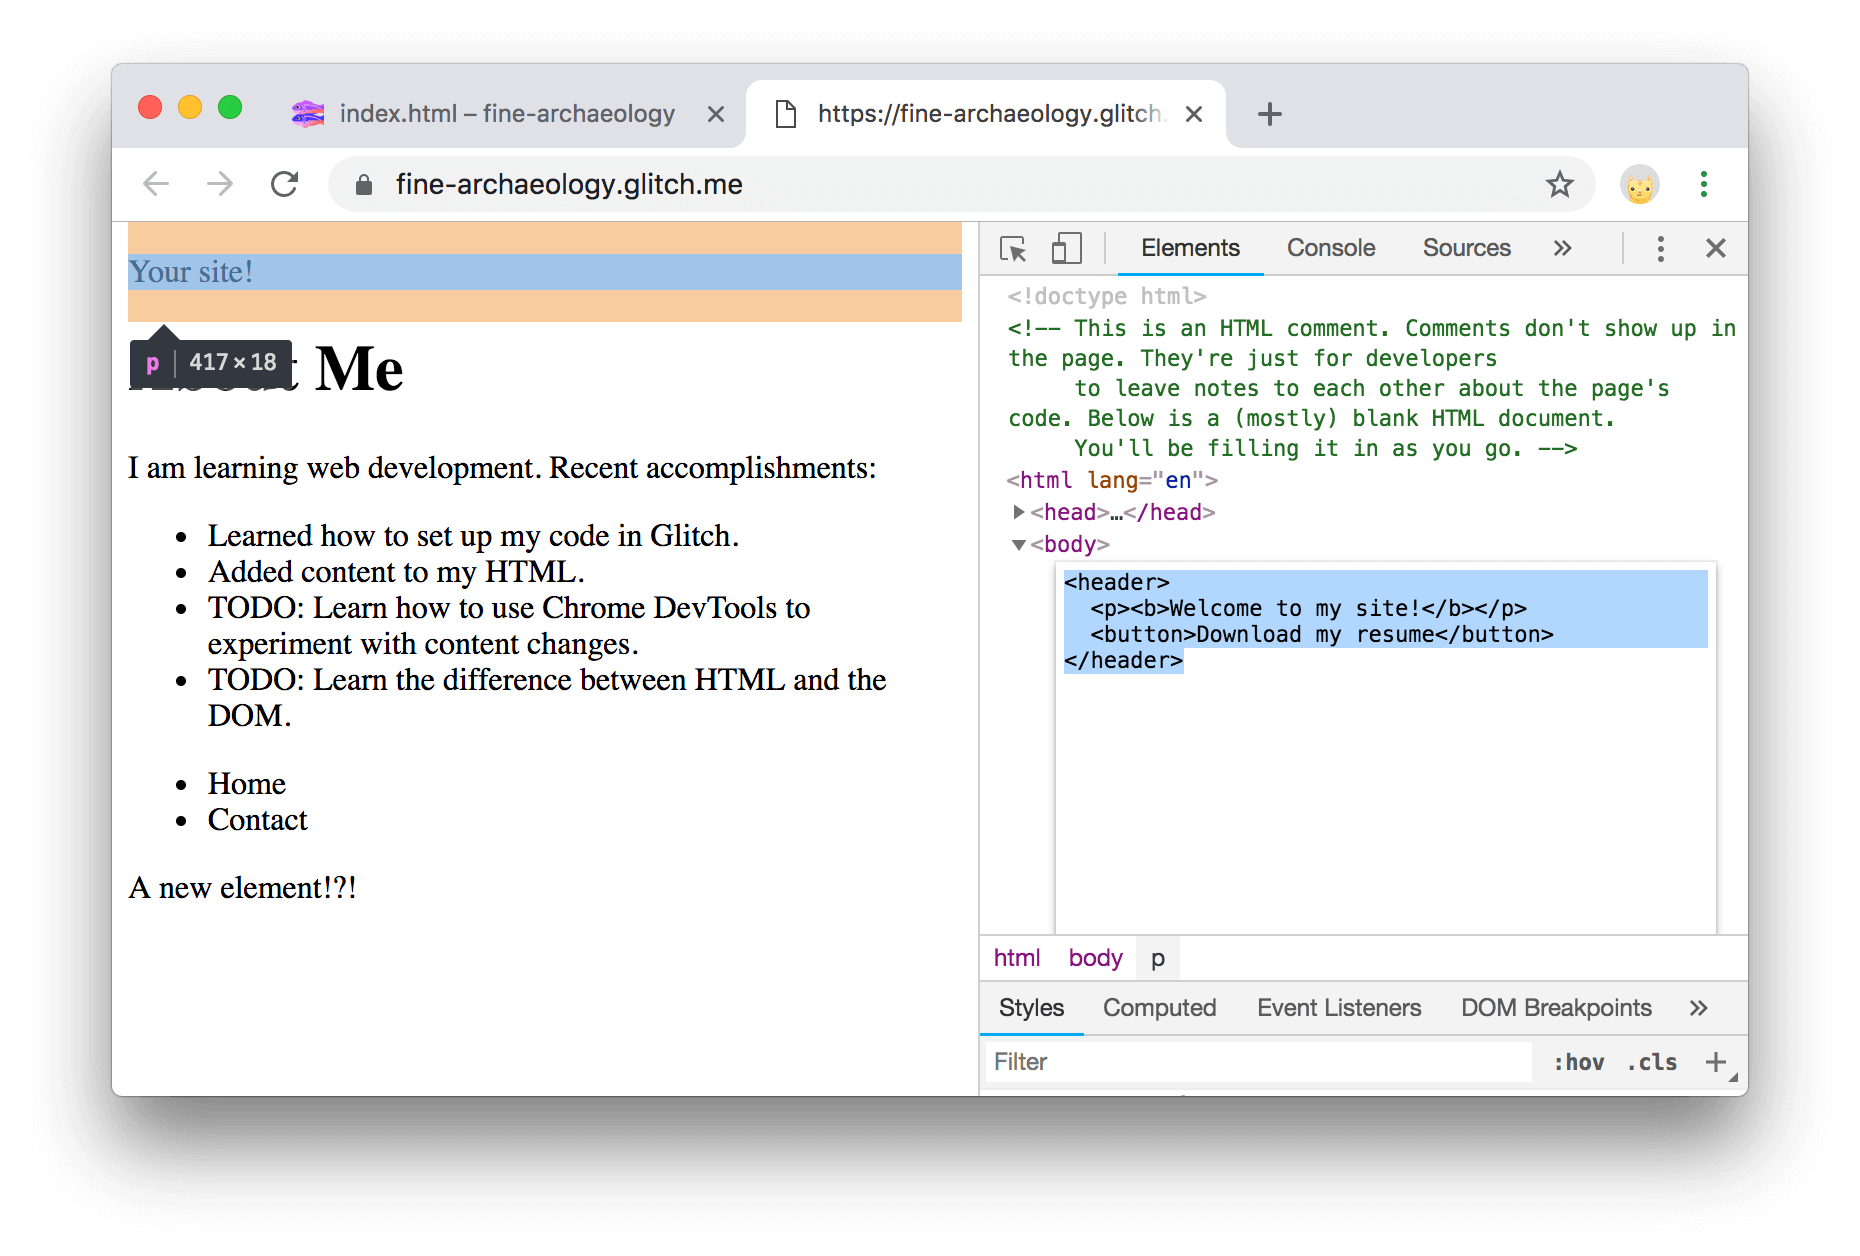 index.html – fine-archaeology
https://fine-archaeology.glitch.
fine-archaeology.glitch.me
Your site!
p 417 × 18
Me
I am learning web development. Recent accomplishments:
• Learned how to set up my code in Glitch.
• Added content to my HTML.
• TODO: Learn how to use Chrome DevTools to
experiment with content changes.
• TODO: Learn the difference between HTML and the
DOM.
• Home
• Contact
A new element!?!
Elements Console Sources »
<!doctype html>
<!-- This is an HTML comment. Comments don't show up in
the page. They're just for developers
to leave notes to each other about the page's
code. Below is a (mostly) blank HTML document.
You'll be filling it in as you go. -->
<html lang="en">
<head>…</head>
<body>
<header>
<p><b>Welcome to my site!</b></p>
<button>Download my resume</button>
</header>
html body p
Styles Computed Event Listeners DOM Breakpoints »
Filter :hov .cls +